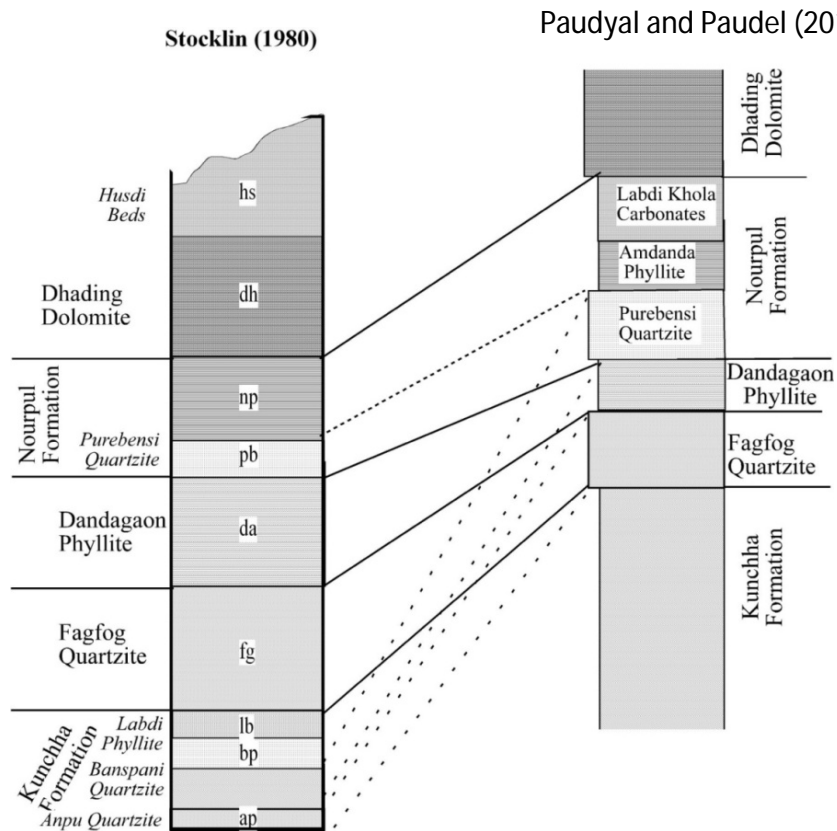 Stocklin (1980)
Paudyal and Paudel (20
Husdi
Beds
hs
Dhading
Dolomite
dh
Nourpul
Formation
np
Purebensi
Quartzite
pb
Dandagaon
Phyllite
da
Fagfog
Quartzite
fg
Kunchha
Formation
Labdi
Phyllite
lb
bp
Banspani
Quartzite
Anpu Quartzite
ap
Dhading
Dolomite
Labdi Khola
Carbonates
Amdanda
Phyllite
Purebensi
Quartzite
Nourpul
Formation
Dandagaon
Phyllite
Fagfog
Quartzite
Kunchha
Formation